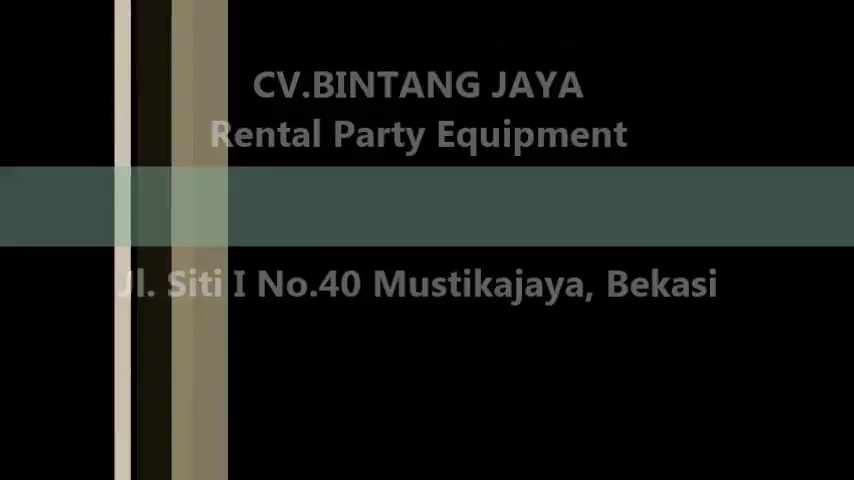 CV.BINTANG JAYA
Rental Party Equipment
Jl. Siti I No.40 Mustikajaya, Bekasi